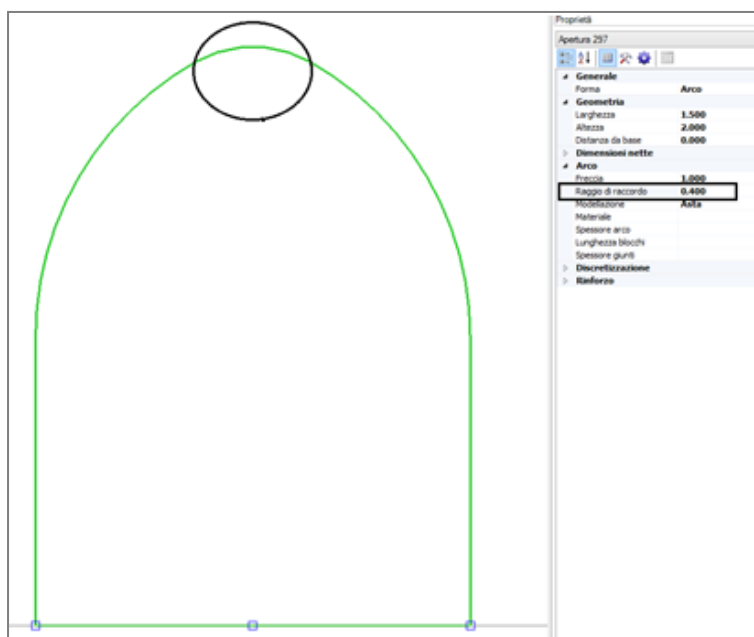 Proprietà
Apertura 297
Generale
Forma Arco
Geometria
Larghezza 1.500
Altezza 2.000
Distanza da base 0.000
Dimensioni nette
Arco
Freccia 1.000
Raggio di raccordo 0.400
Modellazione Asta
Materiale
Spessore arco
Lunghezza blocchi
Spessore giunti
Discretizzazione
Rinforzo